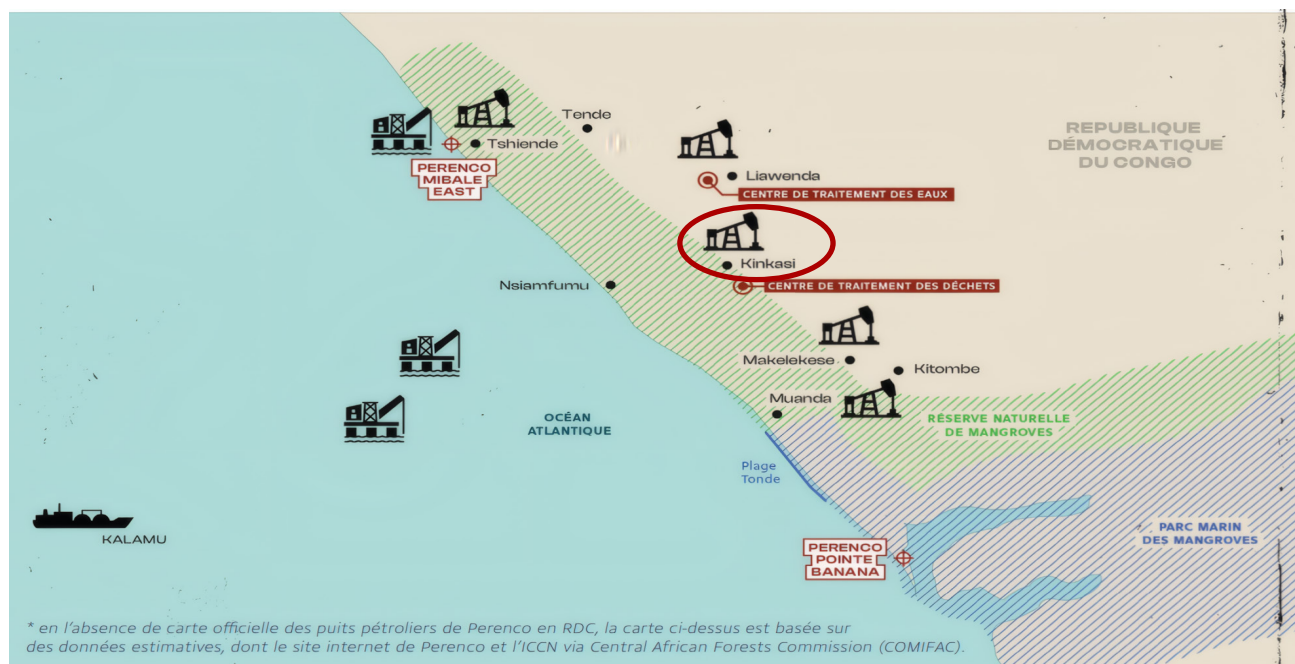 Tende
Tshiende
REPUBLIQUE
DÉMOCRATIQUE
DU CONGO
PERENCO
MIBALE
EAST
Liawenda
CENTRE DE TRAITEMENT DES EAUX
Kinkasi
Nsiamfumu
CENTRE DE TRAITEMENT DES DÉCHETS
Makelekese
Kitombe
Muanda
OCÉAN
ATLANTIQUE
RÉSERVE NATURELLE
DE MANGROVES
Plage
Tonde
KALAMU
PARC MARIN
DES MANGROVES
PERENCO
POINTE
BANANA
* en l'absence de carte officielle des puits pétroliers de Perenco en RDC, la carte ci-dessus est basée sur
des données estimatives, dont le site internet de Perenco et l'ICCN via Central African Forests Commission (COMIFAC).